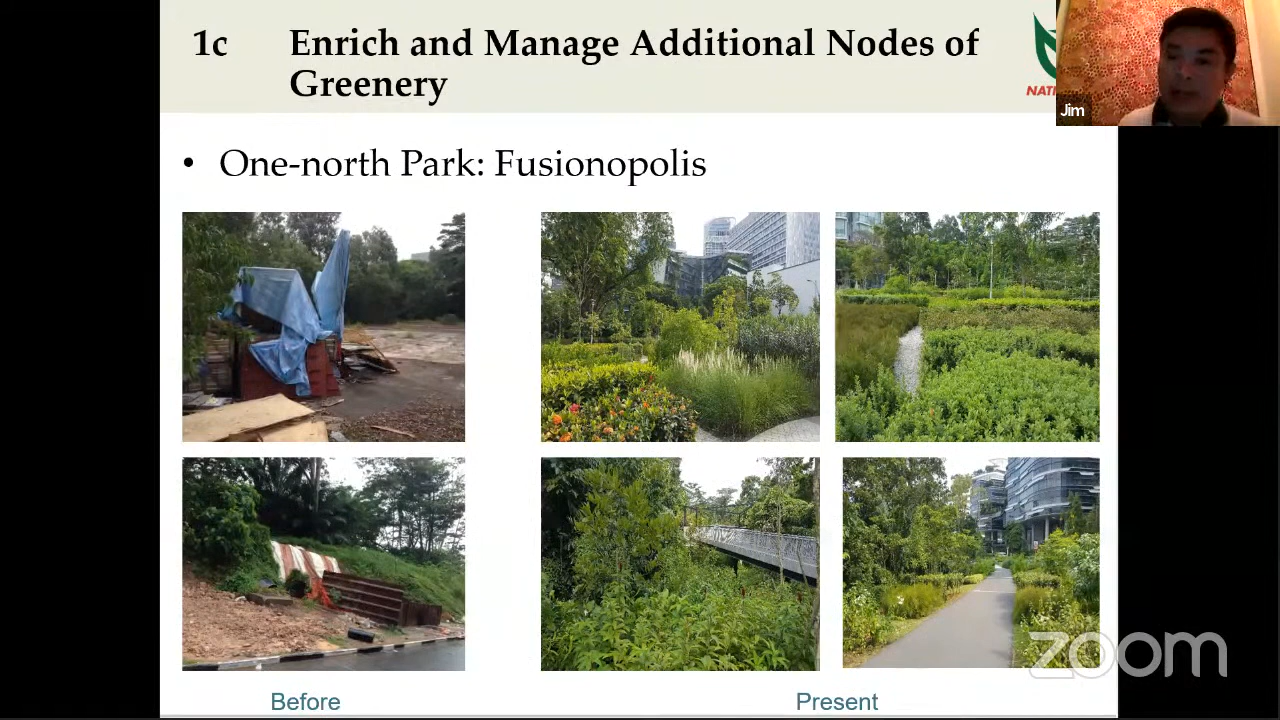 1c Enrich and Manage Additional Nodes of
Greenery
Jim
• One-north Park: Fusionopolis
Before
Present
zoom